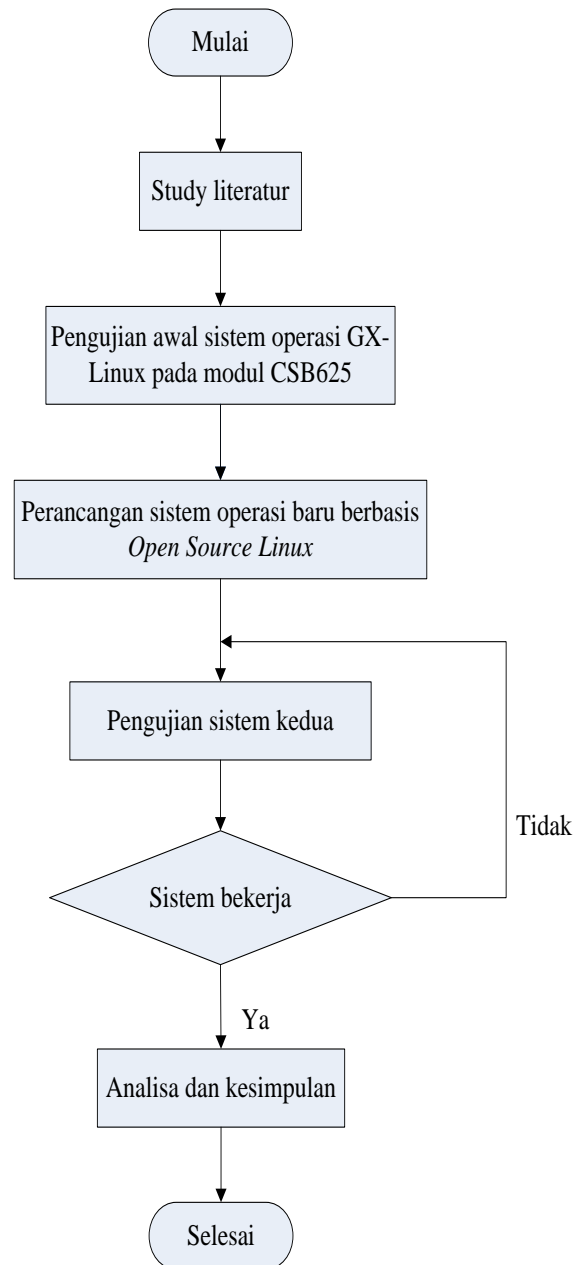 Mulai
Study literatur
Pengujian awal sistem operasi GX-
Linux pada modul CSB625
Perancangan sistem operasi baru berbasis
Open Source Linux
Pengujian sistem kedua
Tidak
Sistem bekerja
Ya
Analisa dan kesimpulan
Selesai